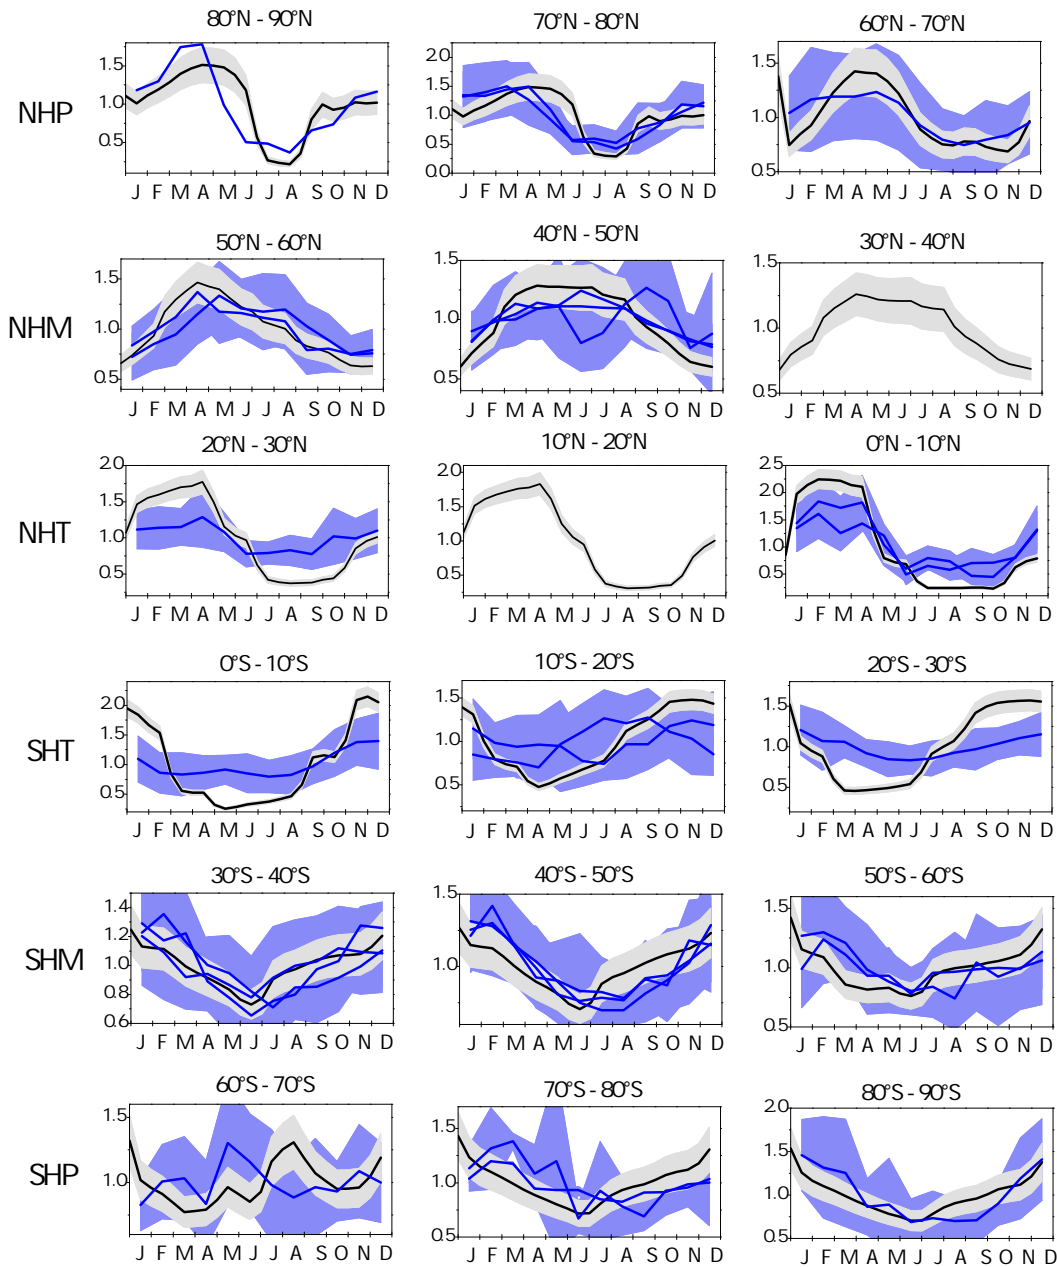 80°N - 90°N 70°N - 80°N 60°N - 70°N
NHP
1.5 1.0 0.5
2.0 1.5 1.0 0.5 0.0
1.5 1.0 0.5
J F M A M J J A S O N D J F M A M J J A S O N D J F M A M J J A S O N D
50°N - 60°N 40°N - 50°N 30°N - 40°N
NHM
1.5 1.0 0.5
1.5 1.0 0.5
1.5 1.0 0.5
J F M A M J J A S O N D J F M A M J J A S O N D J F M A M J J A S O N D
20°N - 30°N 10°N - 20°N 0°N - 10°N
NHT
2.0 1.5 1.0 0.5
2.0 1.5 1.0 0.5
2.5 2.0 1.5 1.0 0.5
J F M A M J J A S O N D J F M A M J J A S O N D J F M A M J J A S O N D
0°S - 10°S 10°S - 20°S 20°S - 30°S
SHT
2.0 1.5 1.0 0.5
1.5 1.0 0.5
1.5 1.0 0.5
J F M A M J J A S O N D J F M A M J J A S O N D J F M A M J J A S O N D
30°S - 40°S 40°S - 50°S 50°S - 60°S
SHM
1.4 1.2 1.0 0.8 0.6
1.5 1.0
1.5 1.0 0.5
J F M A M J J A S O N D J F M A M J J A S O N D J F M A M J J A S O N D
60°S - 70°S 70°S - 80°S 80°S - 90°S
SHP
1.5 1.0
1.5 1.0 0.5
2.0 1.5 1.0 0.5
J F M A M J J A S O N D J F M A M J J A S O N D J F M A M J J A S O N D